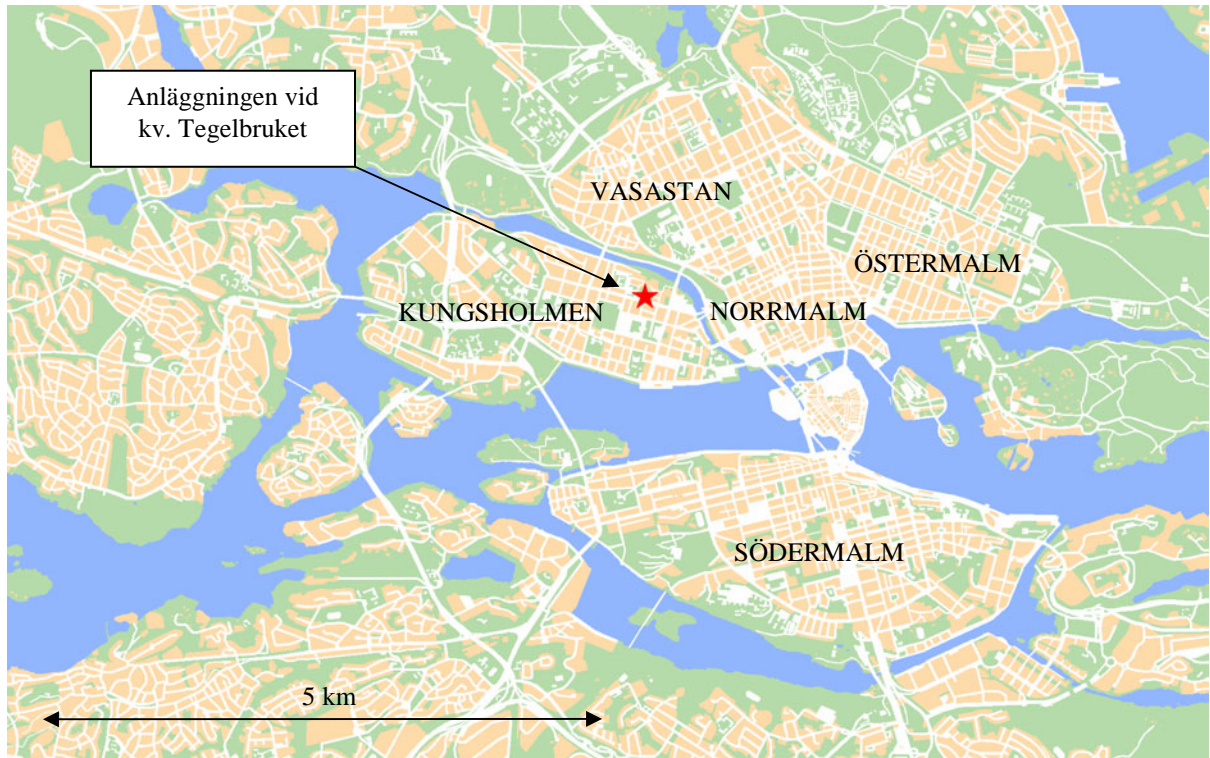 Anläggningen vid
kv. Tegelbruket
VASASTAN
ÖSTERMALM
KUNGSHOLMEN
NORRMALM
SÖDERMALM
5 km